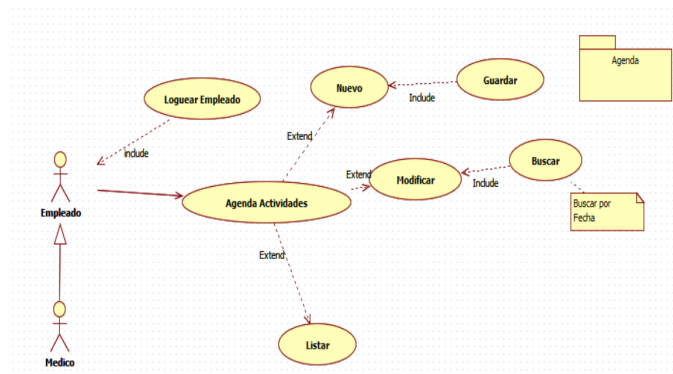 Agenda
Nuevo
Guardar
Include
Loguear Empleado
Extend
include
Buscar
Extend
Modificar
Include
Empleado
Agenda Actividades
Buscar por
Fecha
Extend
Listar
Medico